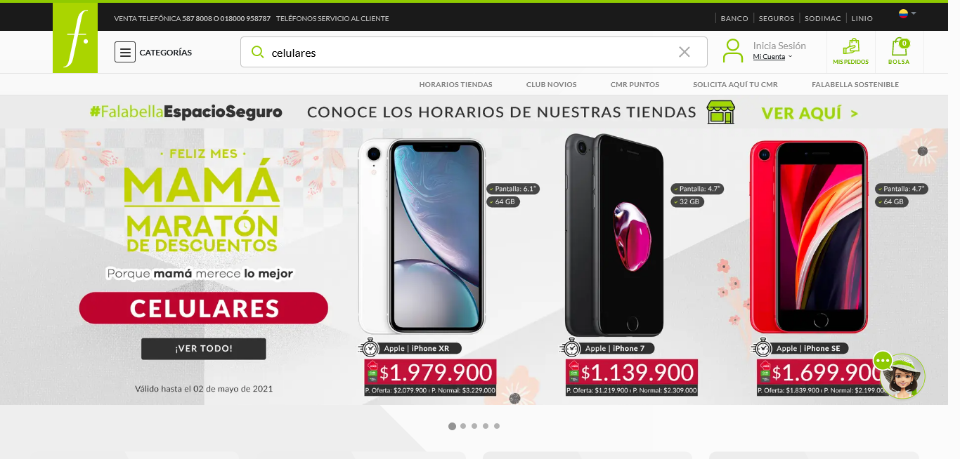 VENTA TELEFÓNICA 587 8008 O 018000 958787 TELÉFONOS SERVICIO AL CLIENTE
BANCO SEGUROS SODIMAC LINIO
f.
CATEGORÍAS
celulares
Inicia Sesión
Mi Cuenta
MIS PEDIDOS
0
BOLSA
HORARIOS TIENDAS CLUB NOVIOS CMR PUNTOS SOLICITA AQUÍ TU CMR FALABELLA SOSTENIBLE
#FalabellaEspacioSeguro CONOCE LOS HORARIOS DE NUESTRAS TIENDAS VER AQUÍ >
· FELIZ MES ·
MAMÁ
MARATÓN
DE DESCUENTOS
Porque mamá merece lo mejor
CELULARES
¡VER TODO!
Válido hasta el 02 de mayo de 2021
Pantalla: 6.1"
64 GB
Apple | iPhone XR
$1.979.900
P. Oferta: $2.079.900 - P. Normal: $3.229.000
Pantalla: 4.7"
32 GB
Apple | iPhone 7
$1.139.900
P. Oferta: $1.219.900 - P. Normal: $2.309.000
Pantalla: 4.7"
64 GB
Apple | iPhone SE
$1.699.900
P. Oferta: $1.839.900 - P. Normal: $2.199.000